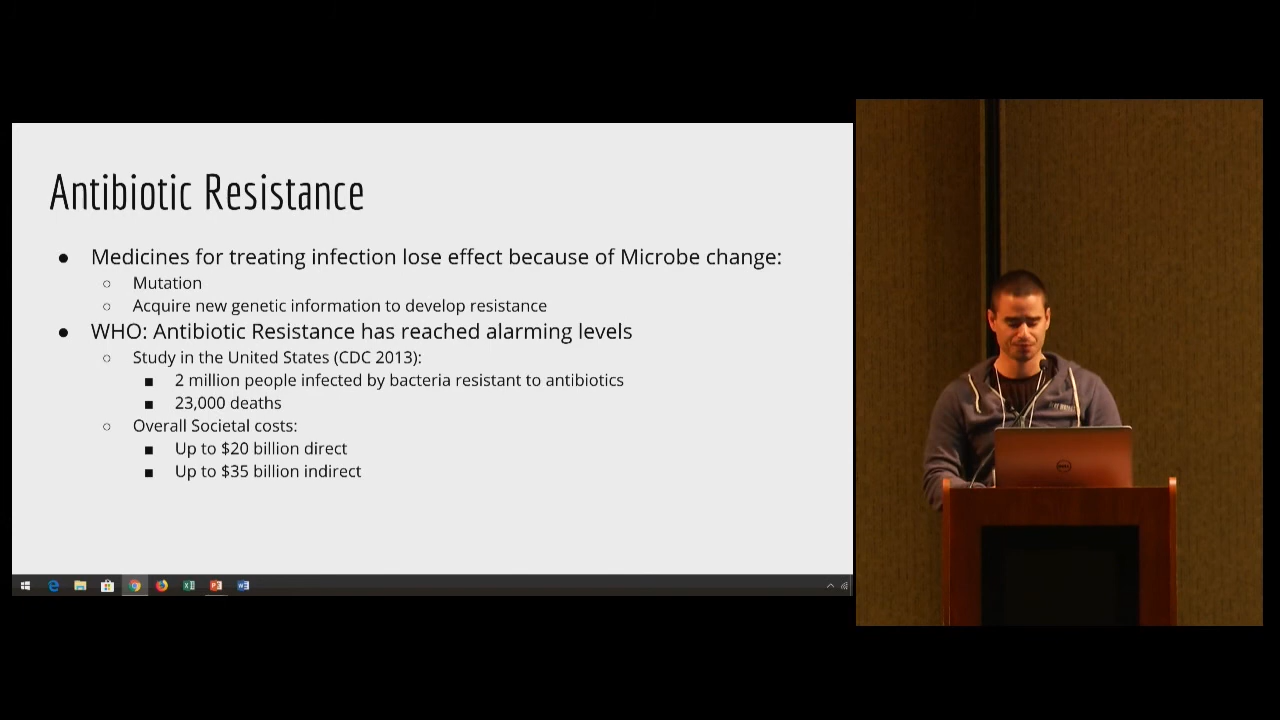 Antibiotic Resistance
● Medicines for treating infection lose effect because of Microbe change:
○ Mutation
○ Acquire new genetic information to develop resistance
● WHO: Antibiotic Resistance has reached alarming levels
○ Study in the United States (CDC 2013):
■ 2 million people infected by bacteria resistant to antibiotics
■ 23,000 deaths
○ Overall Societal costs:
■ Up to $20 billion direct
■ Up to $35 billion indirect
DELL